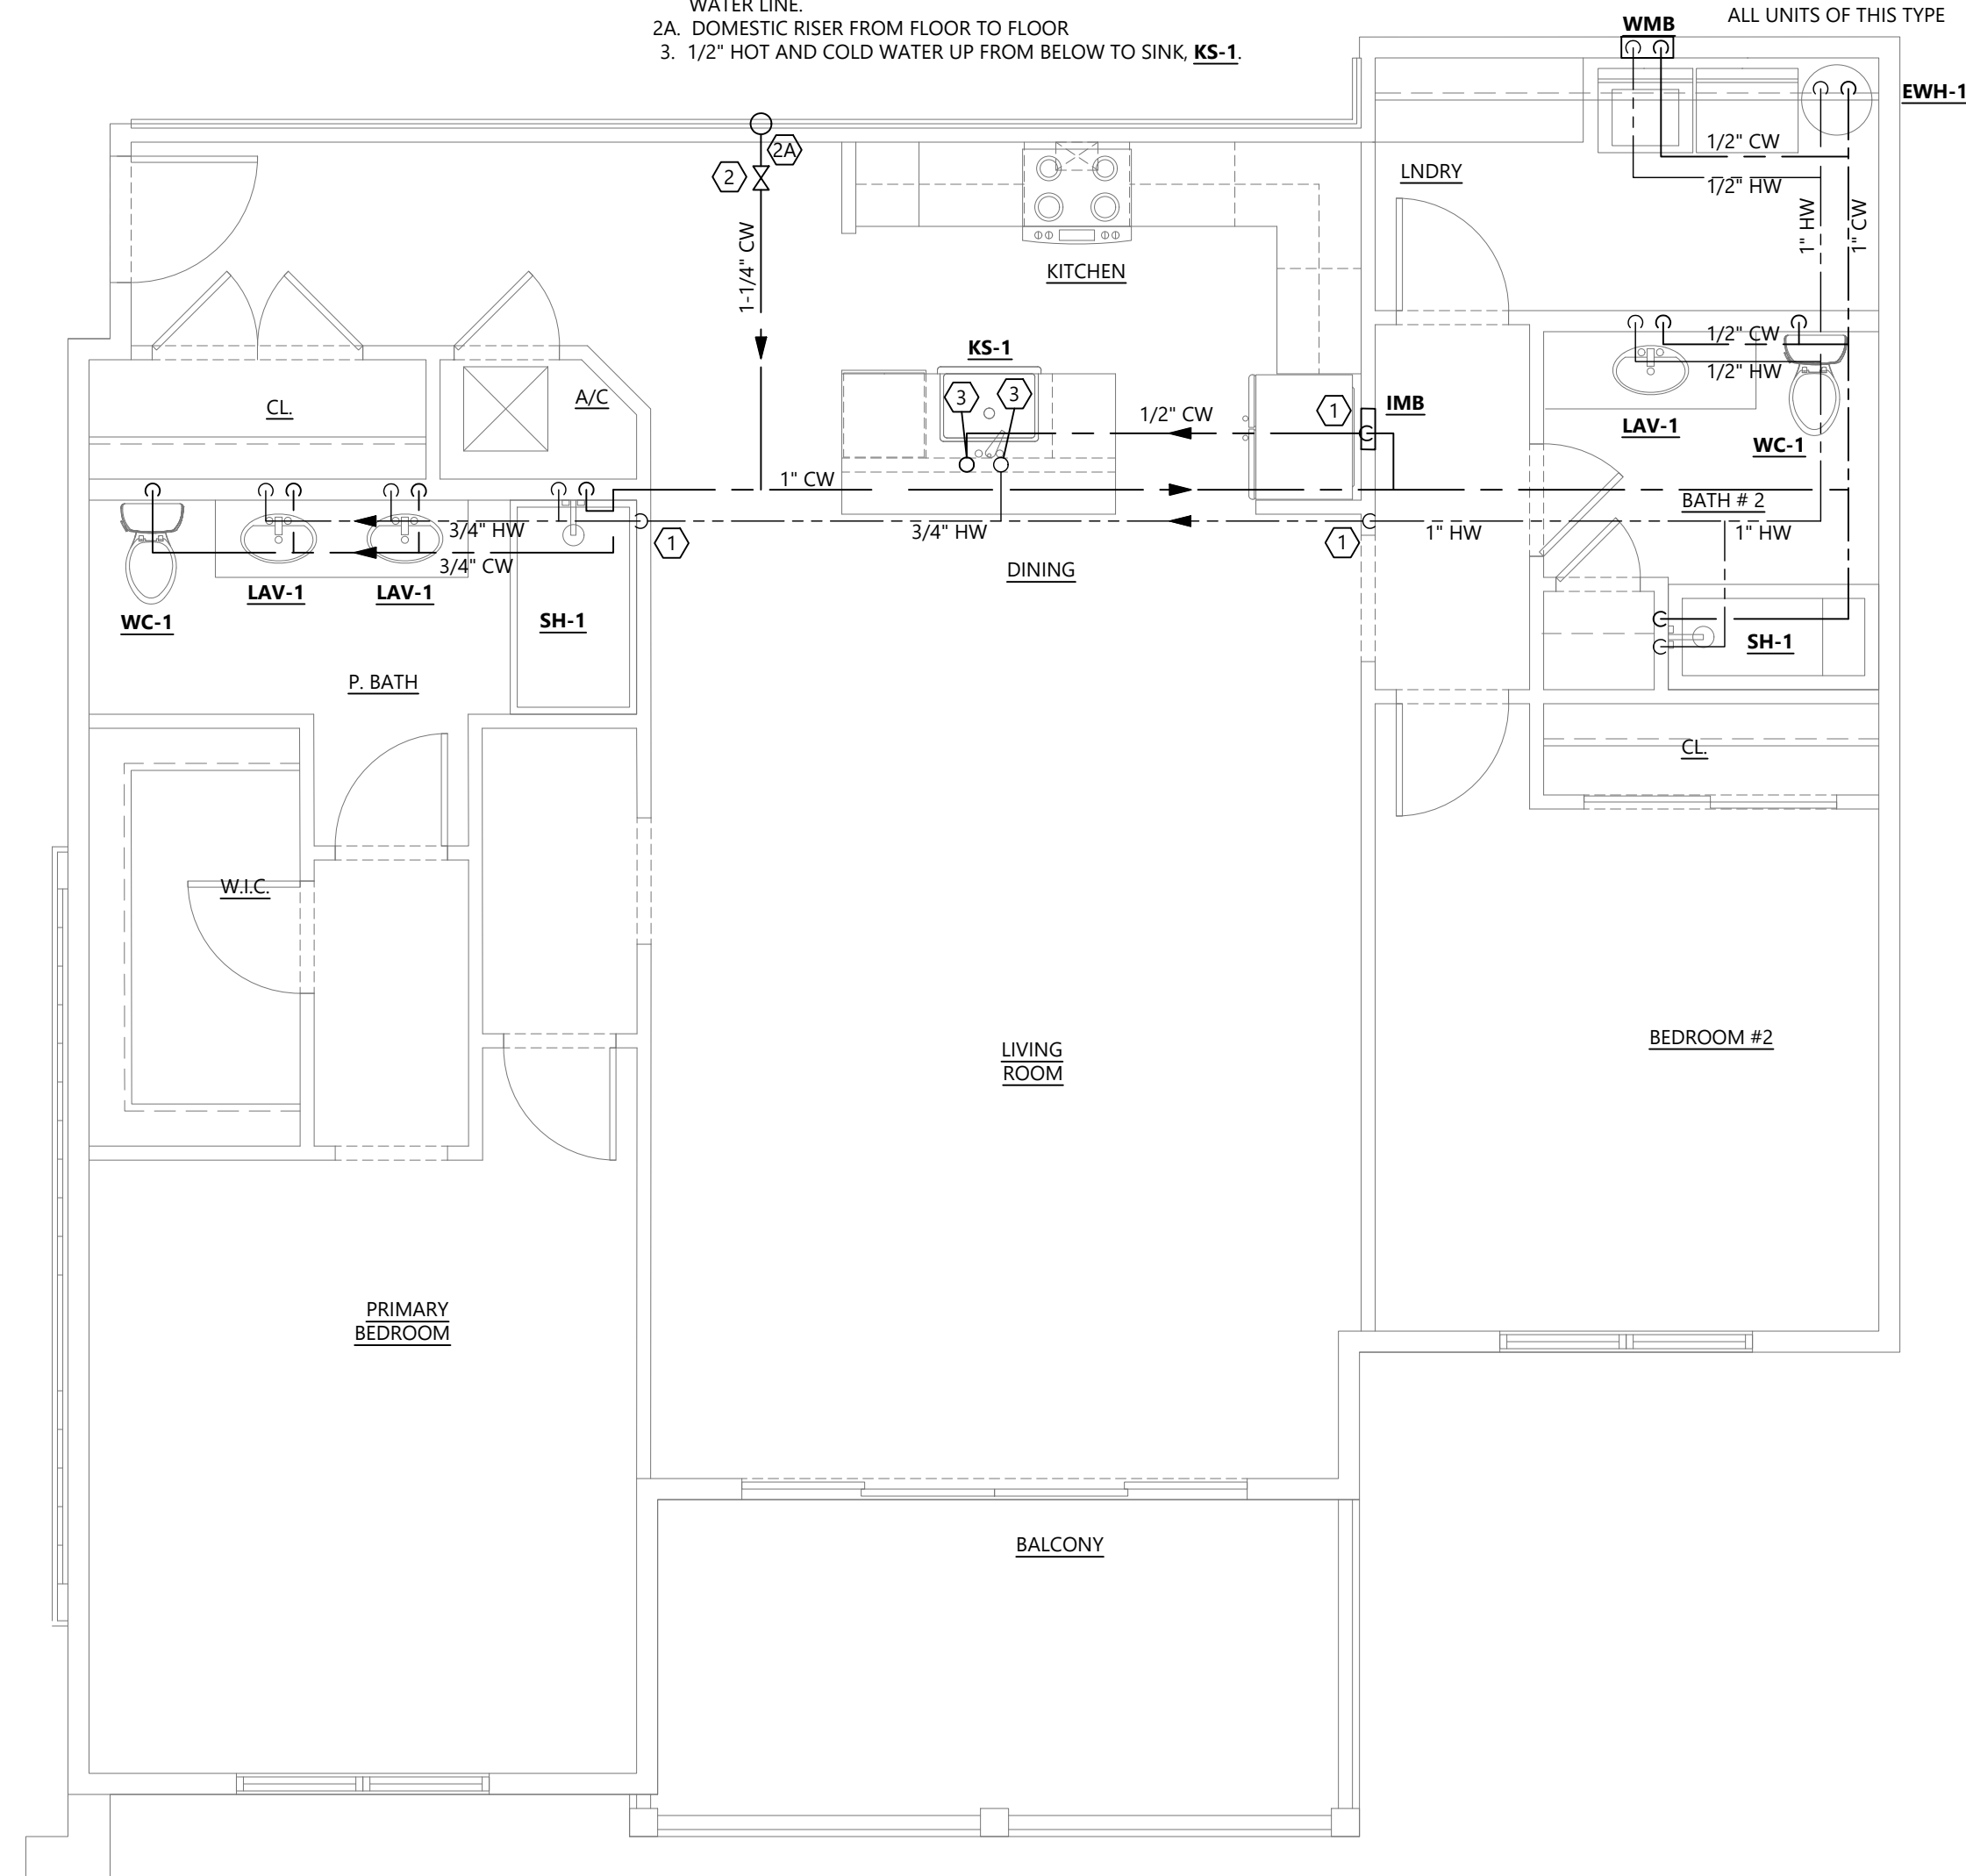 WATER LINE.
2A. DOMESTIC RISER FROM FLOOR TO FLOOR
3. 1/2" HOT AND COLD WATER UP FROM BELOW TO SINK, KS-1.
ALL UNITS OF THIS TYPE
WMB
EWH-1
1/2" CW
1/2" HW
1" HW
1" CW
LNDRY
2A
2
1-1/4" CW
KITCHEN
KS-1
3
3
1/2" CW
1
IMB
1/2" CW
1/2" HW
LAV-1
WC-1
CL.
A/C
1" CW
BATH # 2
3/4" HW
3/4" CW
1
3/4" HW
1
1" HW
1" HW
DINING
WC-1
LAV-1
LAV-1
SH-1
SH-1
P. BATH
CL.
W.I.C.
LIVING
ROOM
BEDROOM #2
PRIMARY
BEDROOM
BALCONY